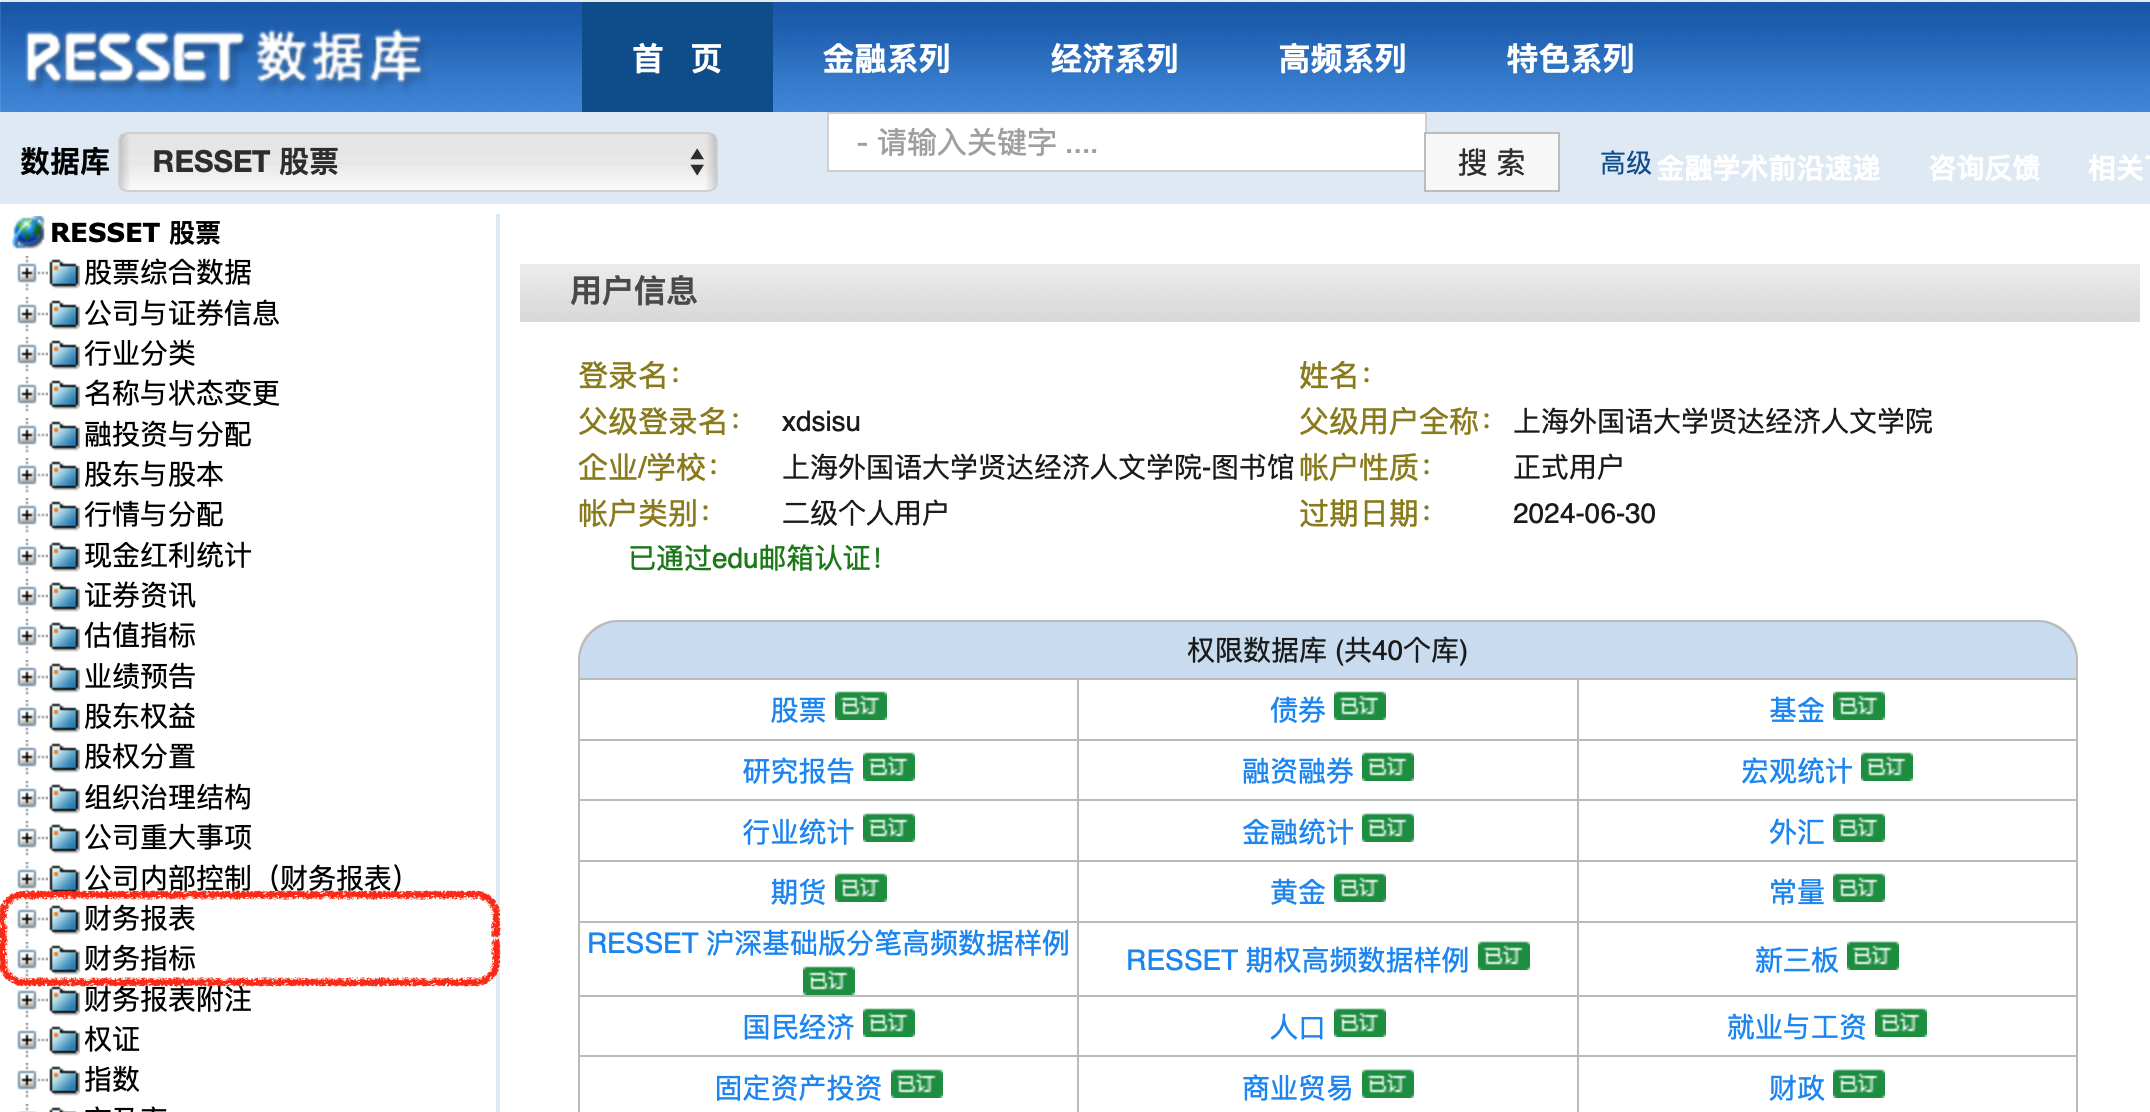 RESSET 数据库
首 页
金融系列
经济系列
高频系列
特色系列
数据库
RESSET 股票
- 请输入关键字 ....
搜 索
高级
金融学术前沿速递
咨询反馈
相关
RESSET 股票
股票综合数据
公司与证券信息
行业分类
名称与状态变更
融投资与分配
股东与股本
行情与分配
现金红利统计
证券资讯
估值指标
业绩预告
股东权益
股权分置
组织治理结构
公司重大事项
公司内部控制（财务报表）
财务报表
财务指标
财务报表附注
权证
指数
用户信息
登录名：
姓名：
父级登录名： xdsisu
父级用户全称： 上海外国语大学贤达经济人文学院
企业/学校： 上海外国语大学贤达经济人文学院-图书馆
帐户性质： 正式用户
帐户类别： 二级个人用户
过期日期： 2024-06-30
已通过edu邮箱认证！
权限数据库 (共40个库)
股票 已订
债券 已订
基金 已订
研究报告 已订
融资融券 已订
宏观统计 已订
行业统计 已订
金融统计 已订
外汇 已订
期货 已订
黄金 已订
常量 已订
RESSET 沪深基础版分笔高频数据样例
已订
RESSET 期权高频数据样例 已订
新三板 已订
国民经济 已订
人口 已订
就业与工资 已订
固定资产投资 已订
商业贸易 已订
财政 已订